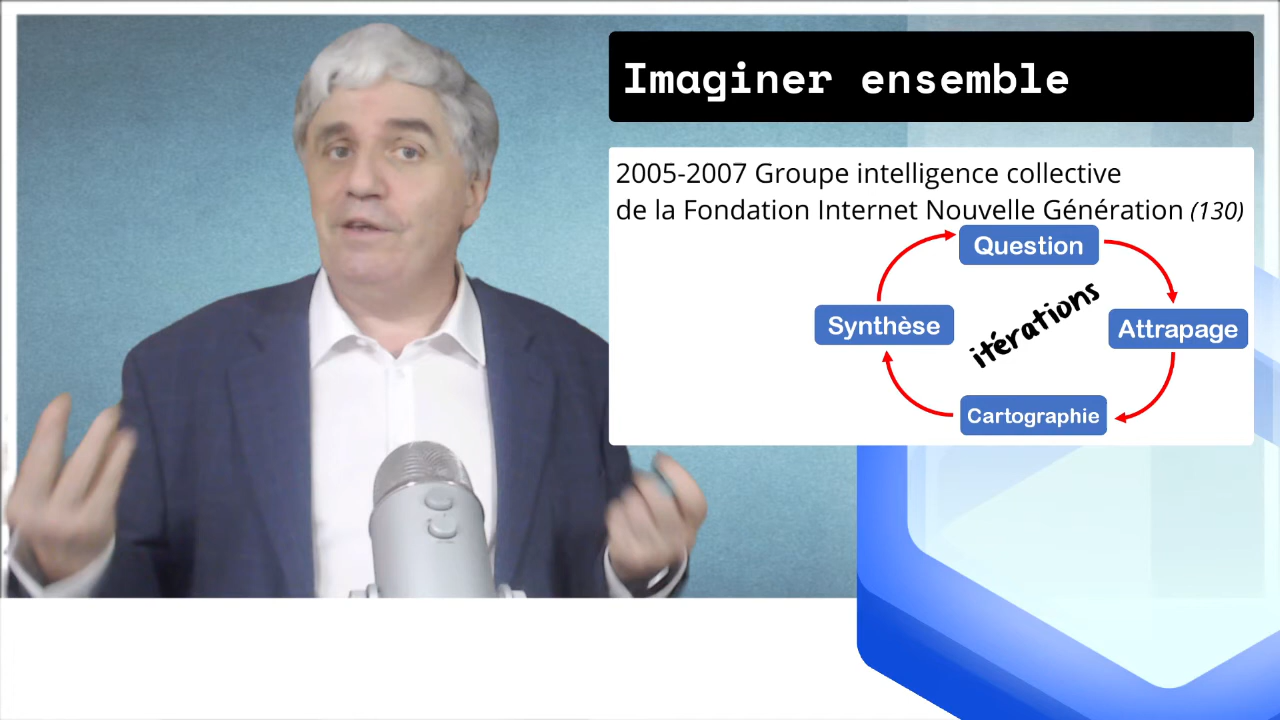 Imaginer ensemble
2005-2007 Groupe intelligence collective
de la Fondation Internet Nouvelle Génération (130)
Question
Synthèse
itérations
Attrapage
Cartographie